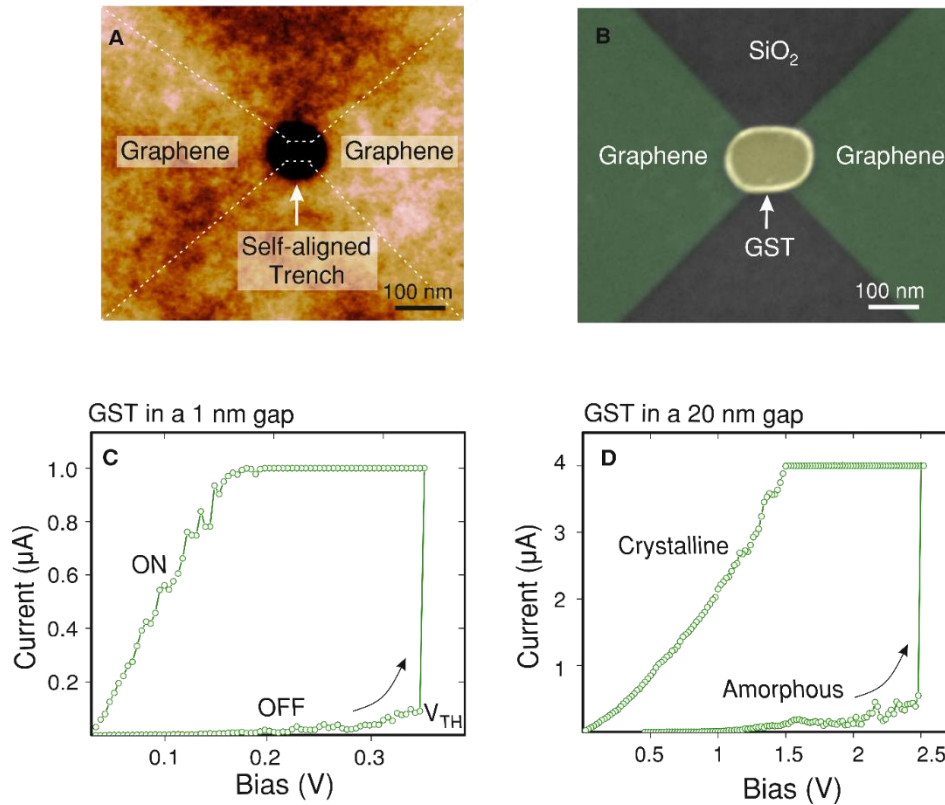 A
Graphene
Graphene
Self-aligned
Trench
100 nm
B
SiO₂
Graphene
Graphene
GST
100 nm
GST in a 1 nm gap
C
1.0
0.8
0.6
0.4
0.2
Current (µA)
ON
OFF
V_TH
0.1
0.2
0.3
Bias (V)
GST in a 20 nm gap
D
4
3
2
1
Current (µA)
Crystalline
Amorphous
0.5
1
1.5
2
2.5
Bias (V)